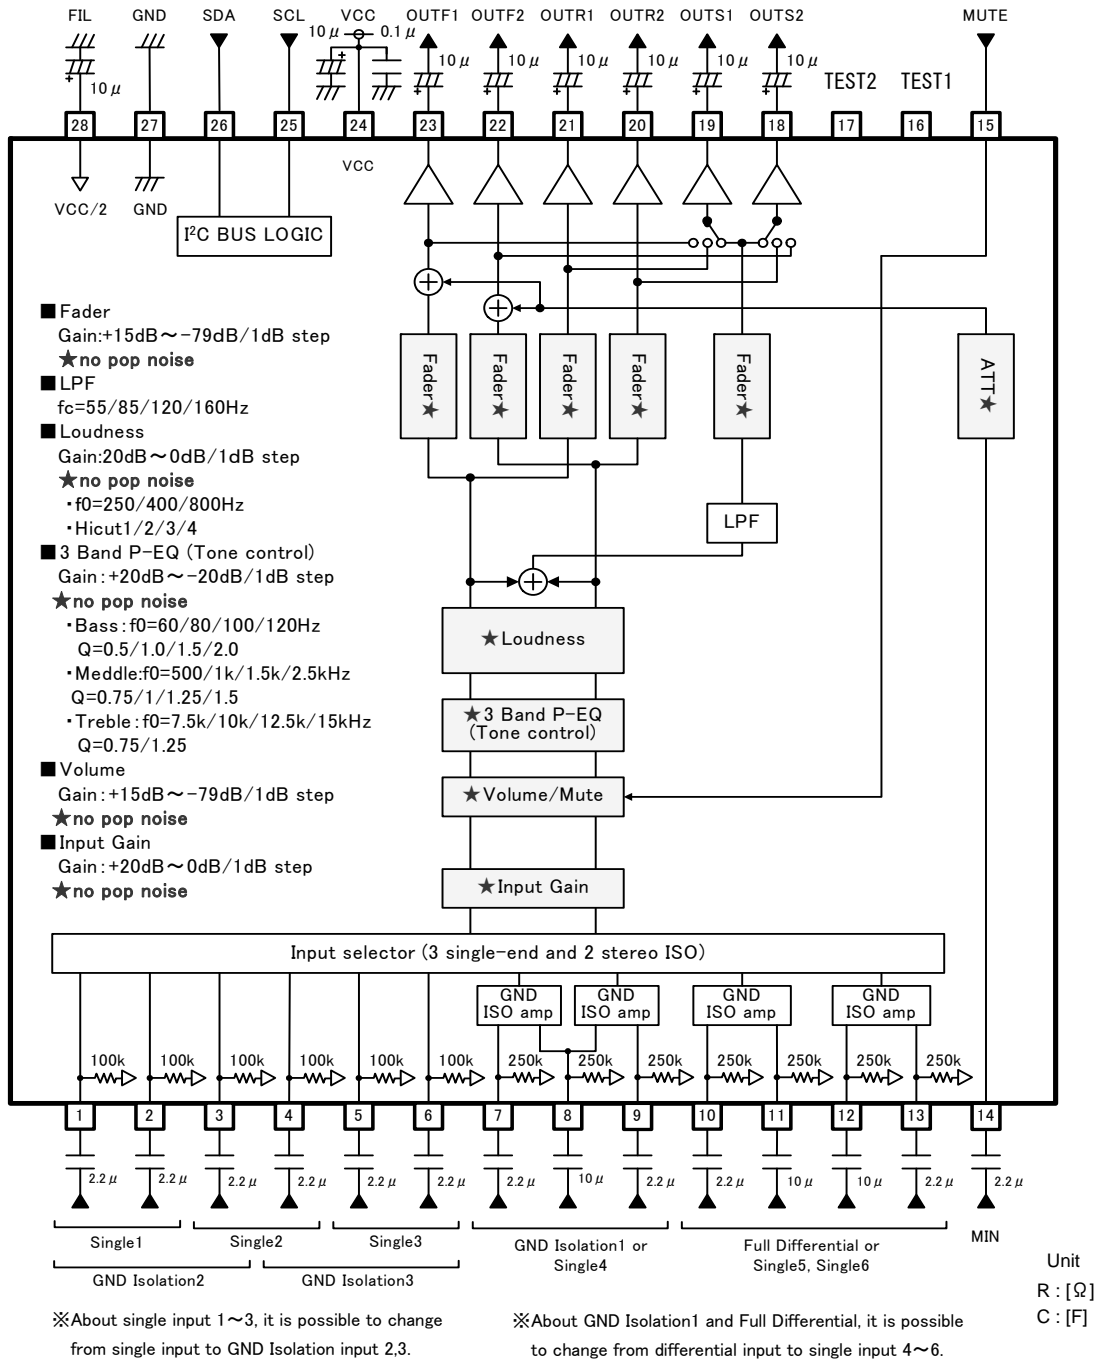 FIL GND SDA SCL VCC OUTF1 OUTF2 OUTR1 OUTR2 OUTS1 OUTS2 MUTE
10μ 0.1μ
10μ 10μ 10μ 10μ 10μ 10μ 10μ
TEST2 TEST1
28 27 26 25 24 23 22 21 20 19 18 17 16 15
VCC
VCC/2 GND
I²C BUS LOGIC
■Fader
Gain:+15dB～−79dB/1dB step
★no pop noise
■LPF
fc=55/85/120/160Hz
■Loudness
Gain:20dB～0dB/1dB step
★no pop noise
・f0=250/400/800Hz
・Hicut1/2/3/4
■3 Band P−EQ (Tone control)
Gain:+20dB～−20dB/1dB step
★no pop noise
・Bass:f0=60/80/100/120Hz
Q=0.5/1.0/1.5/2.0
・Meddle:f0=500/1k/1.5k/2.5kHz
Q=0.75/1/1.25/1.5
・Treble:f0=7.5k/10k/12.5k/15kHz
Q=0.75/1.25
■Volume
Gain:+15dB～−79dB/1dB step
★no pop noise
■Input Gain
Gain:+20dB～0dB/1dB step
★no pop noise
Fader★ Fader★ Fader★ Fader★ Fader★ ATT★
LPF
★Loudness
★3 Band P−EQ
(Tone control)
★Volume/Mute
★Input Gain
Input selector (3 single-end and 2 stereo ISO)
GND
ISO amp
GND
ISO amp
GND
ISO amp
GND
ISO amp
100k 100k 100k 100k 100k 100k 250k 250k 250k 250k 250k 250k 250k
1 2 3 4 5 6 7 8 9 10 11 12 13 14
2.2μ 2.2μ 2.2μ 2.2μ 2.2μ 2.2μ 2.2μ 10μ 2.2μ 2.2μ 10μ 10μ 2.2μ 2.2μ
Single1 Single2 Single3
GND Isolation1 or
Single4
Full Differential or
Single5, Single6
MIN
GND Isolation2 GND Isolation3
Unit
R : [Ω]
C : [F]
※About single input 1～3, it is possible to change
from single input to GND Isolation input 2,3.
※About GND Isolation1 and Full Differential, it is possible
to change from differential input to single input 4～6.